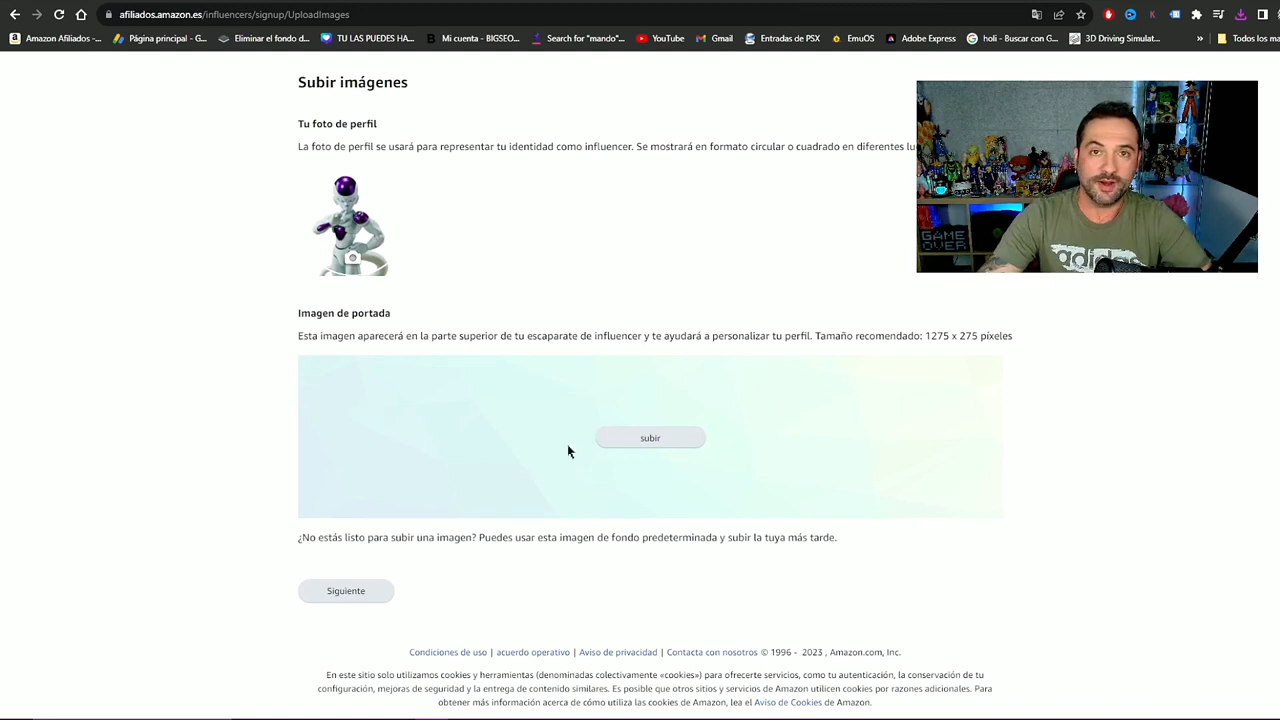 afiliados.amazon.es/influencers/signup/UploadImages
Amazon Afiliados -...
Página principal - G...
Eliminar el fondo d...
TU LAS PUEDES HA...
Mi cuenta - BIGSEO...
Search for "mando"...
YouTube
Gmail
Entradas de PSX
EmuOS
Adobe Express
holi - Buscar con G...
3D Driving Simulat...
»
Todos los ma
Subir imágenes
Tu foto de perfil
La foto de perfil se usará para representar tu identidad como influencer. Se mostrará en formato circular o cuadrado en diferentes lu
GAME
OVER
adidas
Imagen de portada
Esta imagen aparecerá en la parte superior de tu escaparate de influencer y te ayudará a personalizar tu perfil. Tamaño recomendado: 1275 x 275 píxeles
subir
¿No estás listo para subir una imagen? Puedes usar esta imagen de fondo predeterminada y subir la tuya más tarde.
Siguiente
Condiciones de uso | acuerdo operativo | Aviso de privacidad | Contacta con nosotros © 1996 - 2023 , Amazon.com, Inc.
En este sitio solo utilizamos cookies y herramientas (denominadas colectivamente «cookies») para ofrecerte servicios, como tu autenticación, la conservación de tu
configuración, mejoras de seguridad y la entrega de contenido similares. Es posible que otros sitios y servicios de Amazon utilicen cookies por razones adicionales. Para
obtener más información acerca de cómo utiliza las cookies de Amazon, lea el Aviso de Cookies de Amazon.